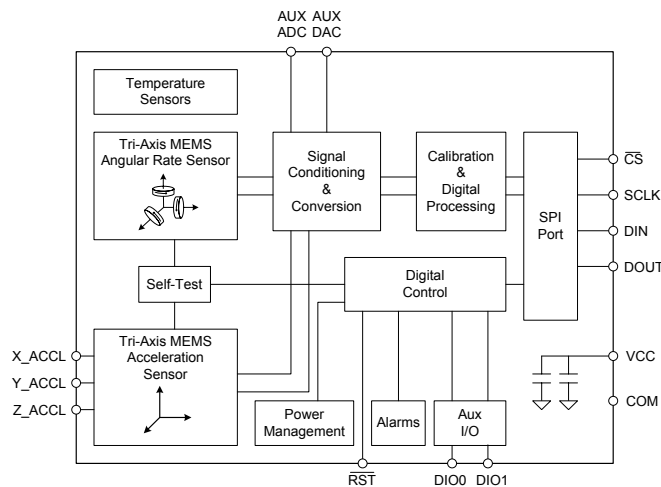 AUX AUX
ADC DAC
Temperature
Sensors
Tri-Axis MEMS
Angular Rate Sensor
Signal
Conditioning
&
Conversion
Calibration
&
Digital
Processing
SPI
Port
CS
SCLK
DIN
DOUT
Self-Test
Digital
Control
Tri-Axis MEMS
Acceleration
Sensor
X_ACCL
Y_ACCL
Z_ACCL
Power
Management
Alarms
Aux
I/O
VCC
COM
RST
DIO0
DIO1